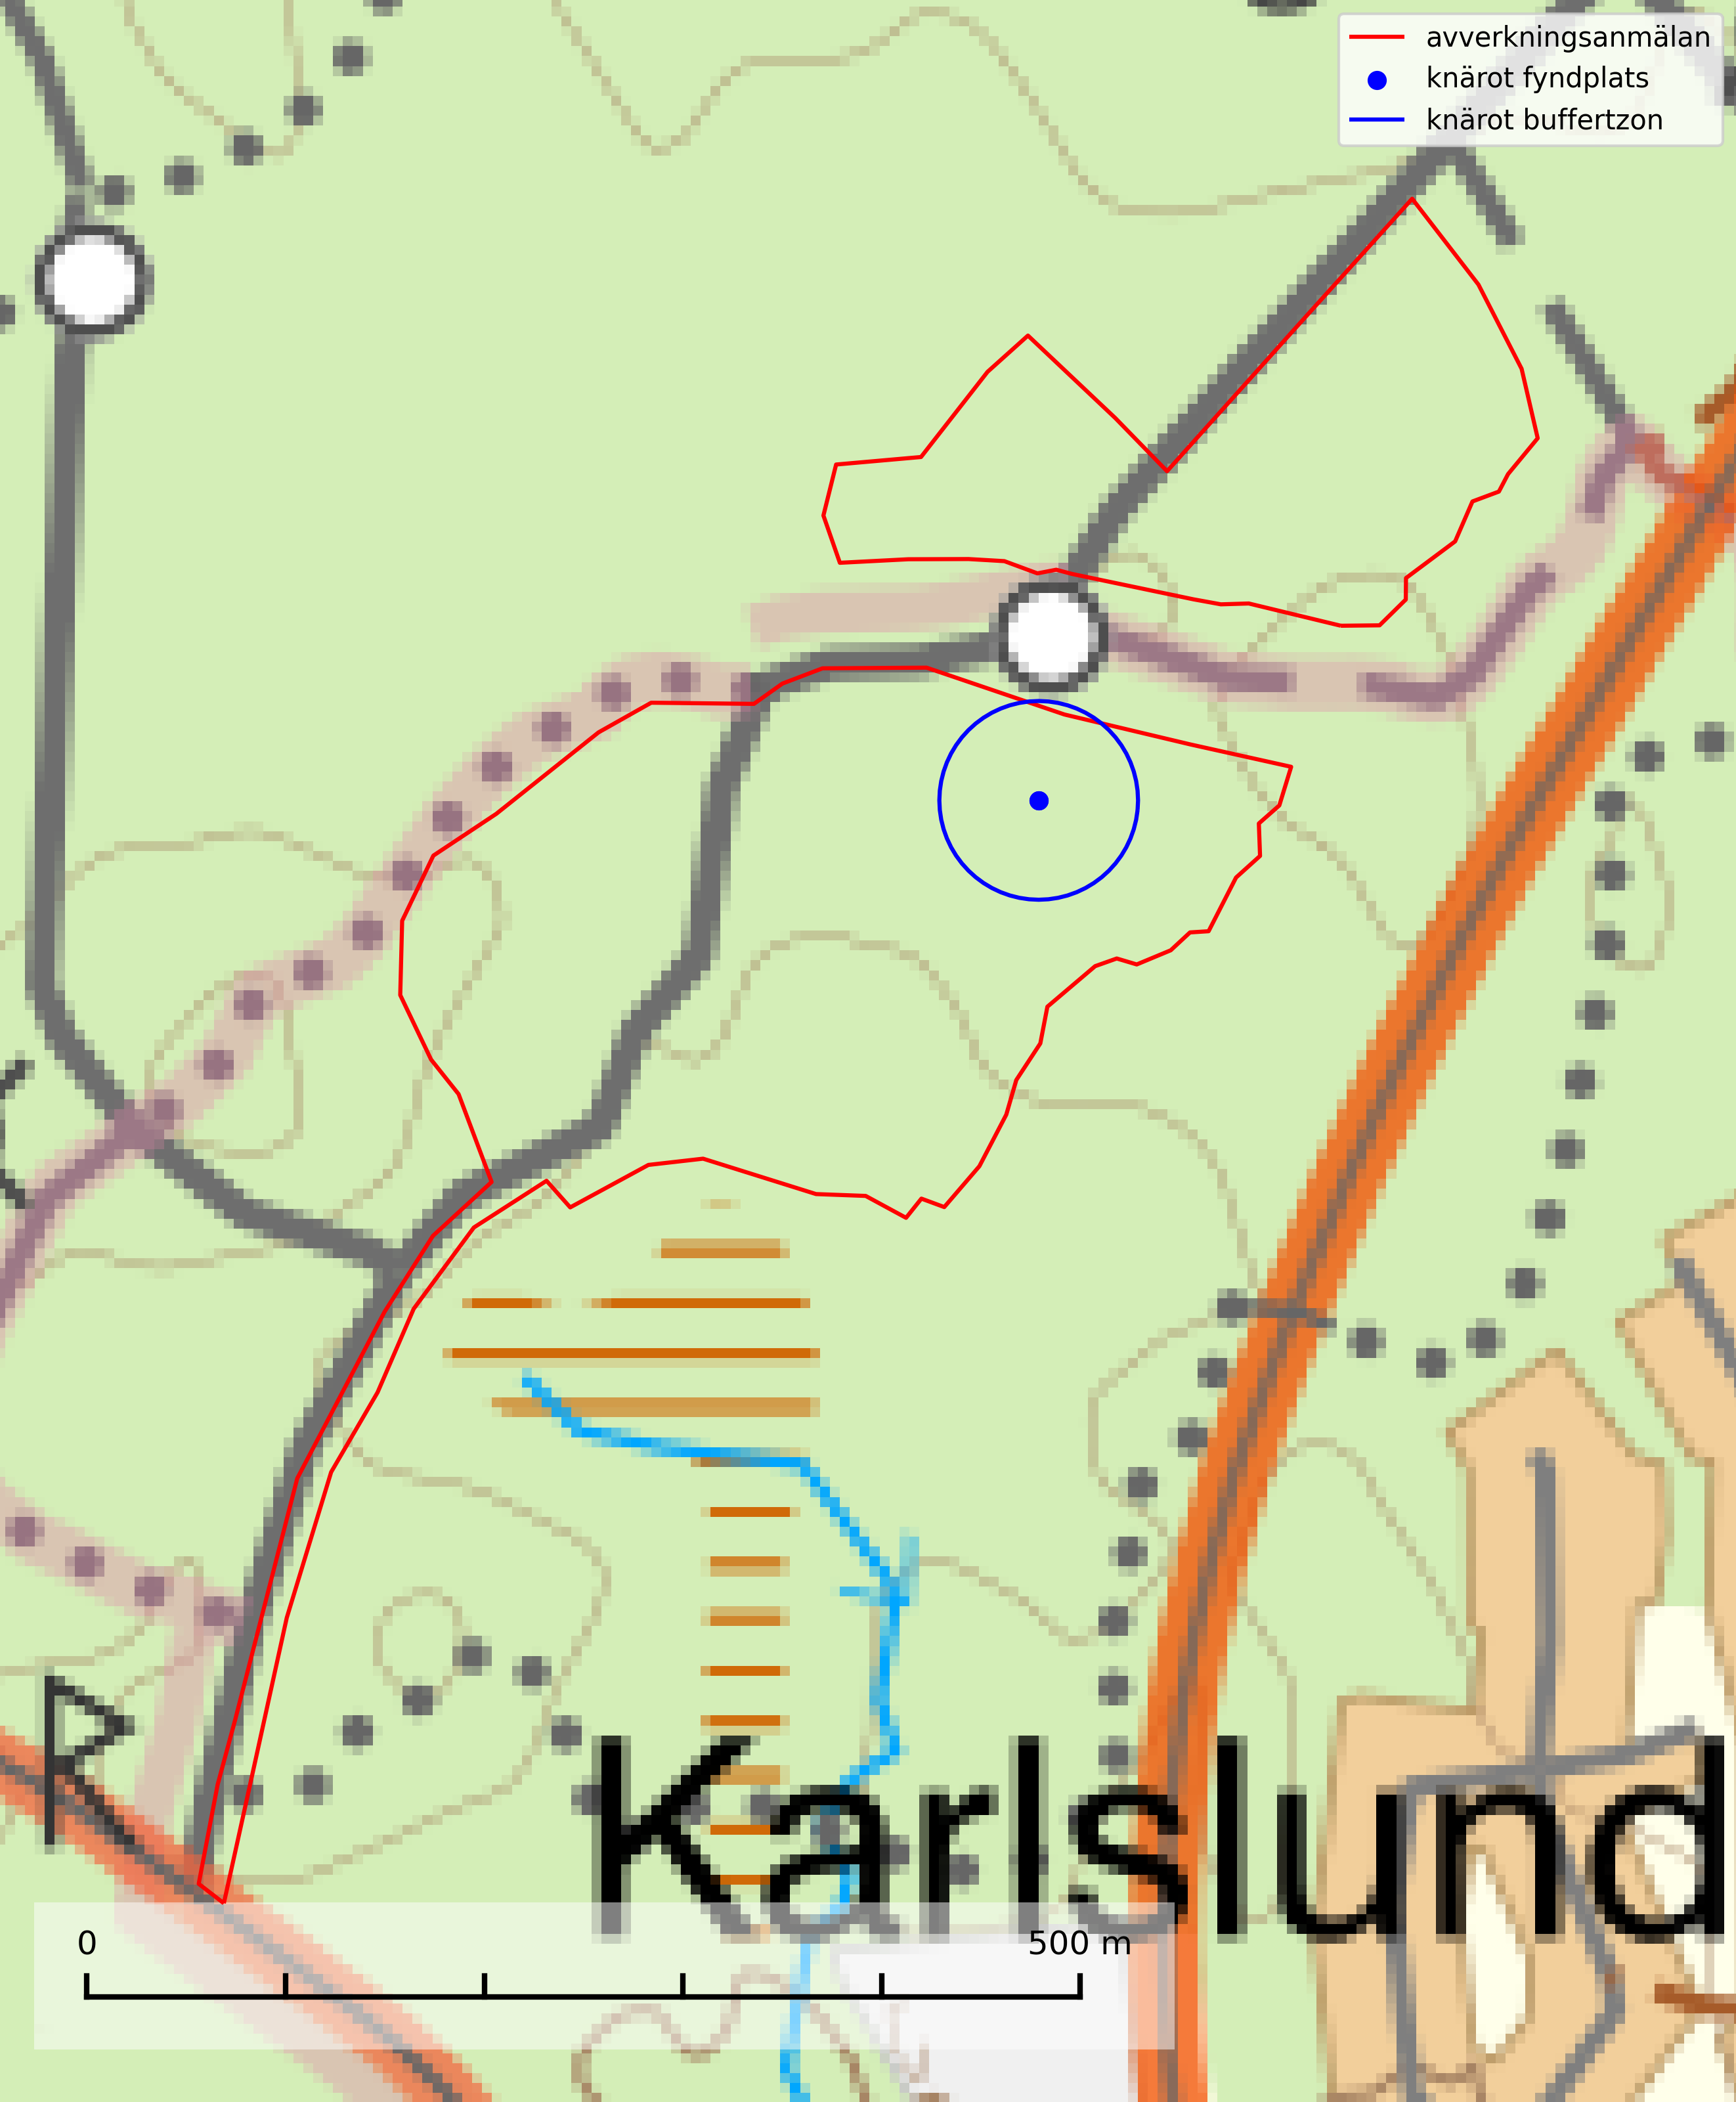 avverkningsanmälan
knärot fyndplats
knärot buffertzon
Karlslund
0 500 m